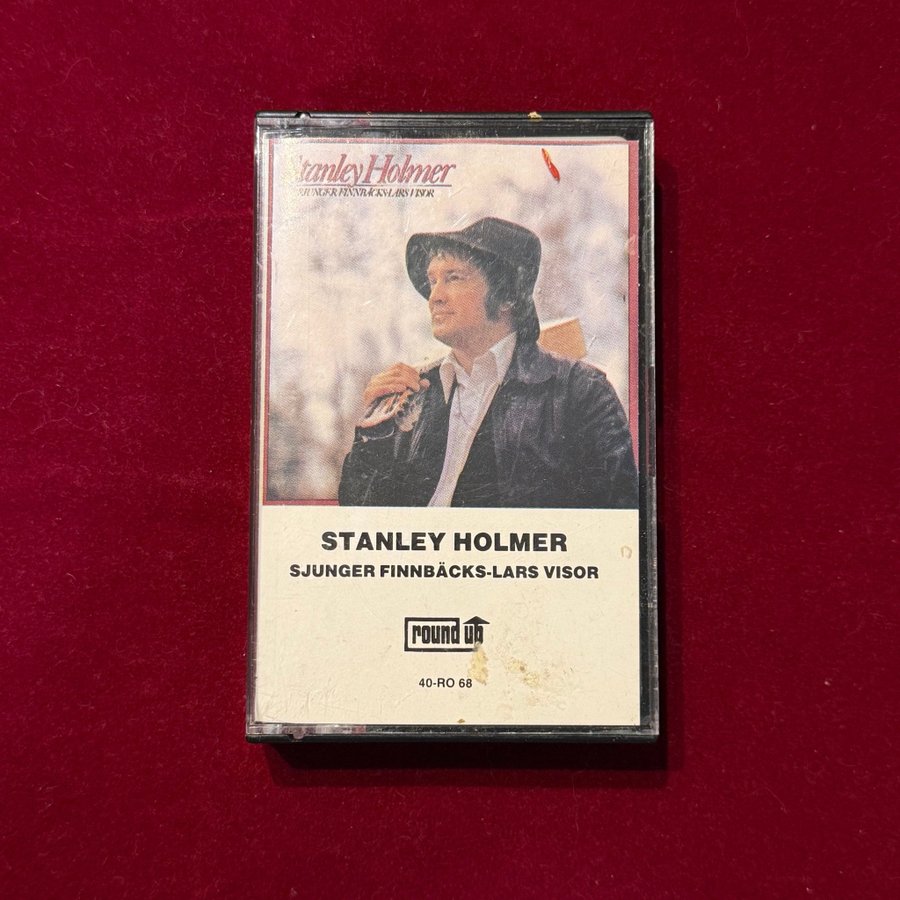 Stanley Holmer
SJUNGER FINNBÄCKS-LARS VISOR
STANLEY HOLMER
SJUNGER FINNBÄCKS-LARS VISOR
round up
40-RO 68